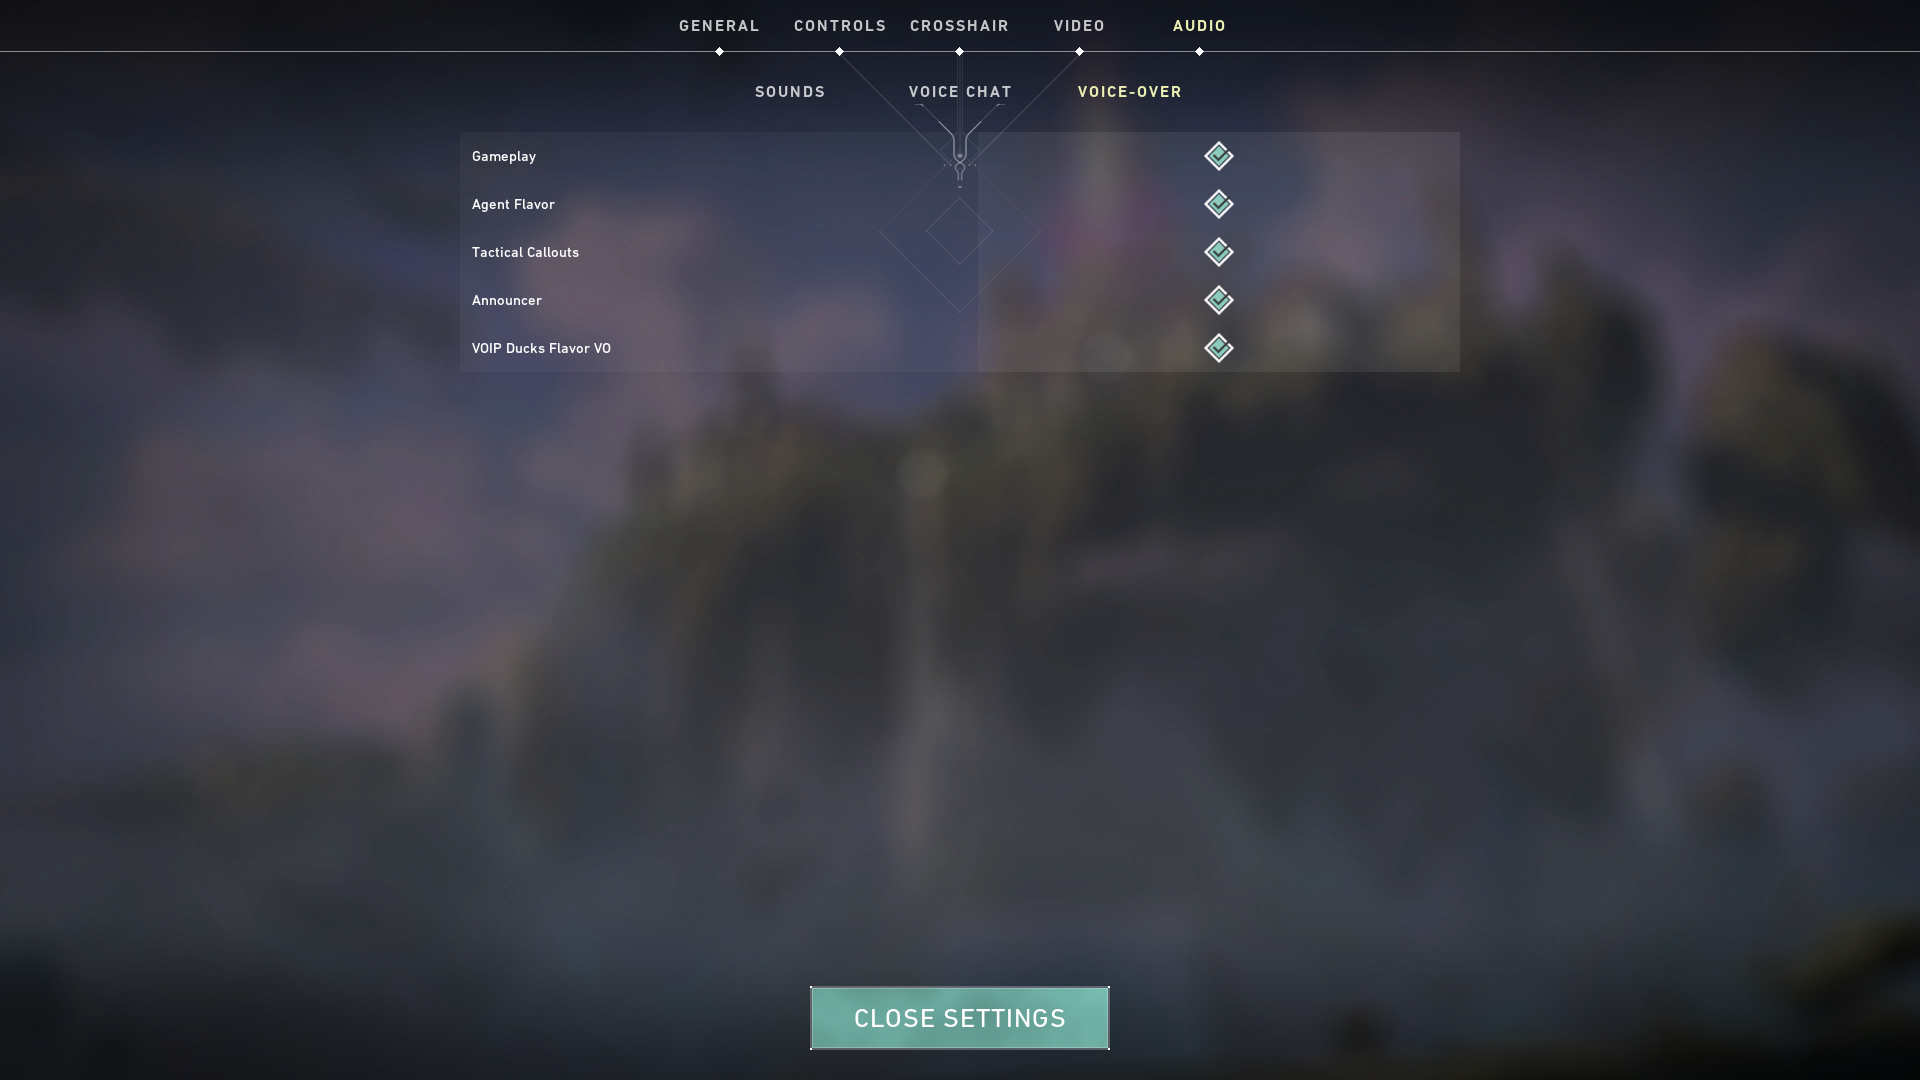 GENERAL CONTROLS CROSSHAIR VIDEO AUDIO
SOUNDS VOICE CHAT VOICE-OVER
Gameplay
Agent Flavor
Tactical Callouts
Announcer
VOIP Ducks Flavor VO
CLOSE SETTINGS